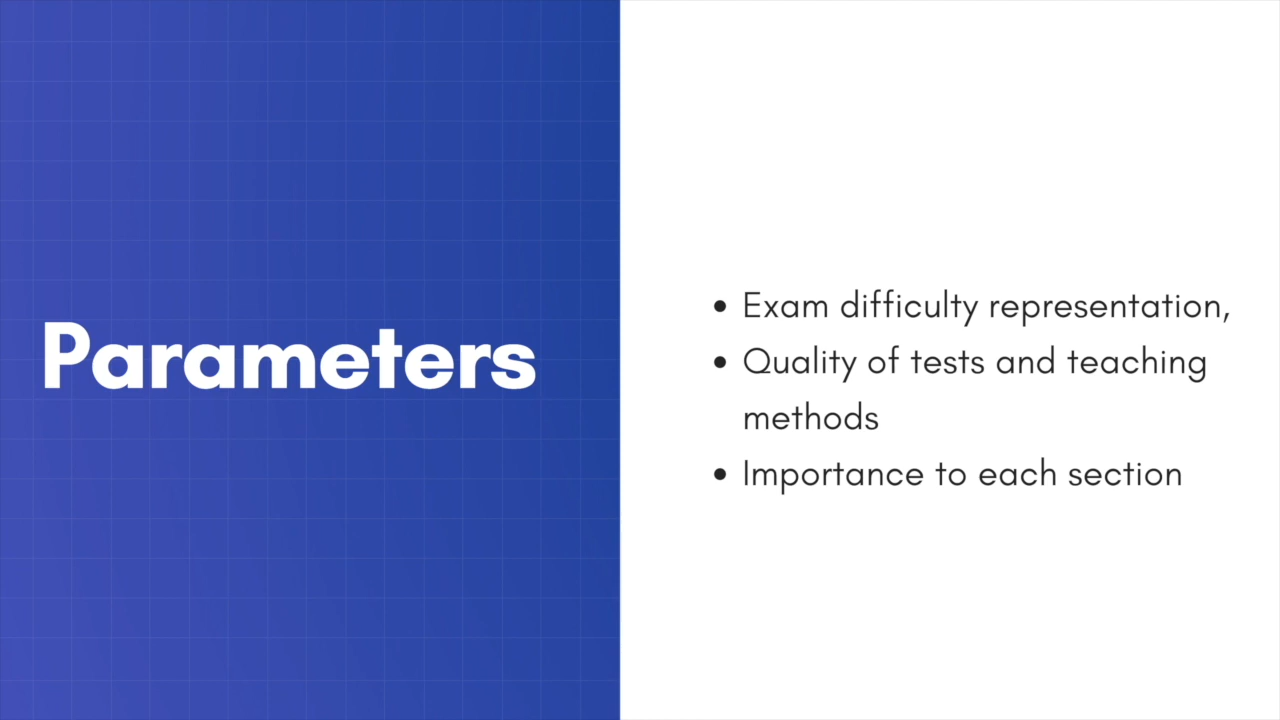 Parameters
• Exam difficulty representation,
• Quality of tests and teaching
methods
• Importance to each section